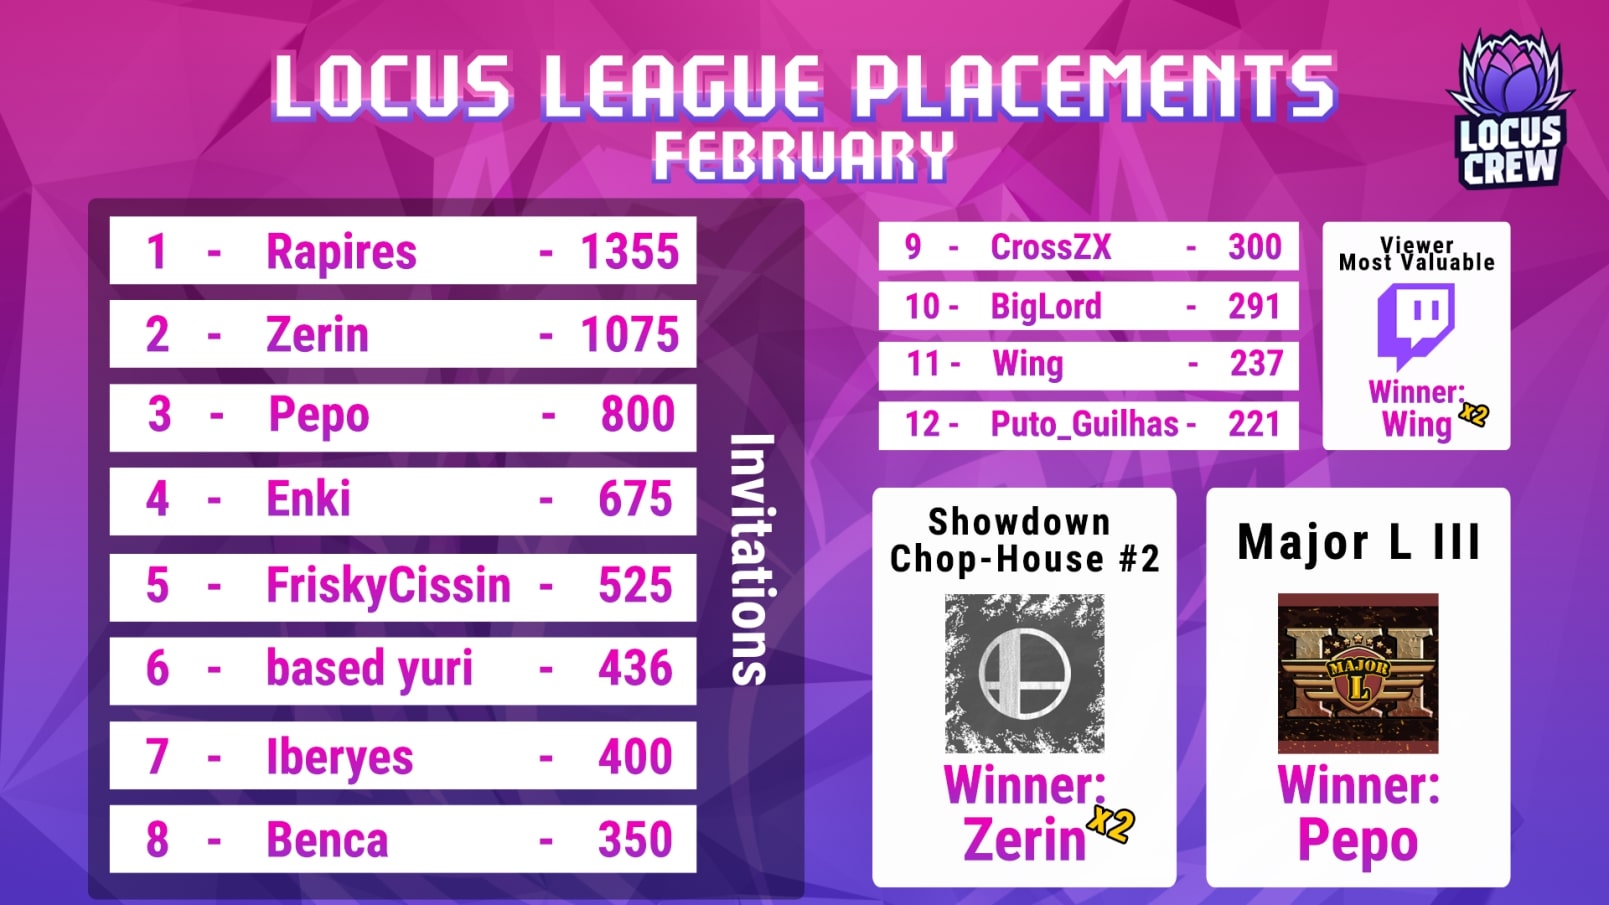 LOCUS LEAGUE PLACEMENTS
FEBRUARY
LOCUS
CREW
1 - Rapires - 1355
2 - Zerin - 1075
3 - Pepo - 800
4 - Enki - 675
5 - FriskyCissin - 525
6 - based yuri - 436
7 - Iberyes - 400
8 - Benca - 350
Invitations
9 - CrossZX - 300
10 - BigLord - 291
11 - Wing - 237
12 - Puto_Guilhas - 221
Viewer
Most Valuable
Winner:
Wing x2
Showdown
Chop-House #2
Winner:
Zerin x2
Major L III
III
MAJOR
L
Winner:
Pepo